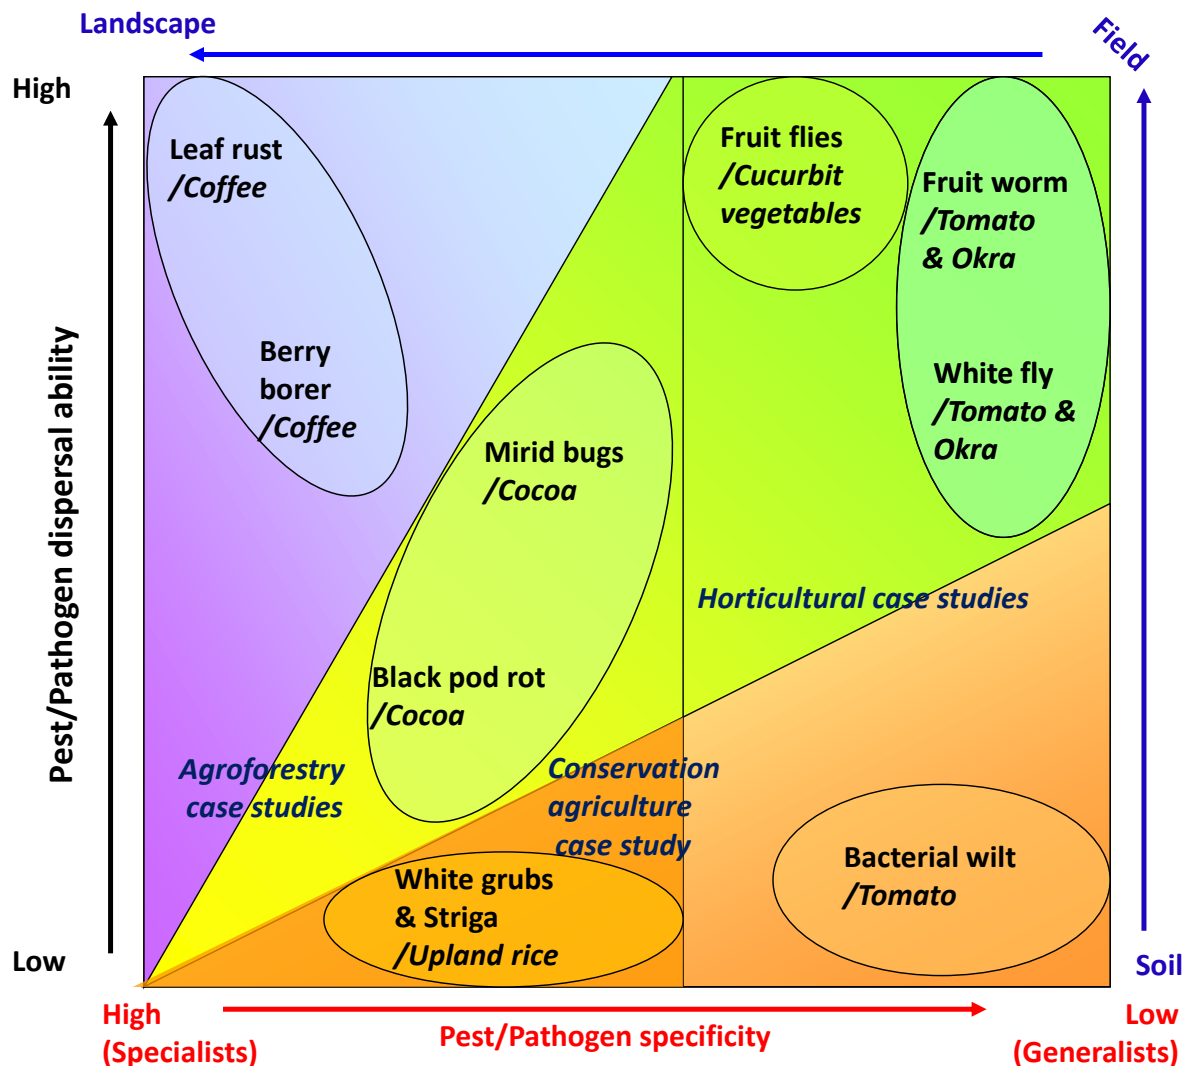 Landscape
Field
High
Leaf rust
/Coffee
Fruit flies
/Cucurbit
vegetables
Fruit worm
/Tomato
& Okra
Berry
borer
/Coffee
White fly
/Tomato &
Okra
Mirid bugs
/Cocoa
Pest/Pathogen dispersal ability
Horticultural case studies
Black pod rot
/Cocoa
Agroforestry
case studies
Conservation
agriculture
case study
White grubs
& Striga
/Upland rice
Bacterial wilt
/Tomato
Low
Soil
High
(Specialists)
Pest/Pathogen specificity
Low
(Generalists)